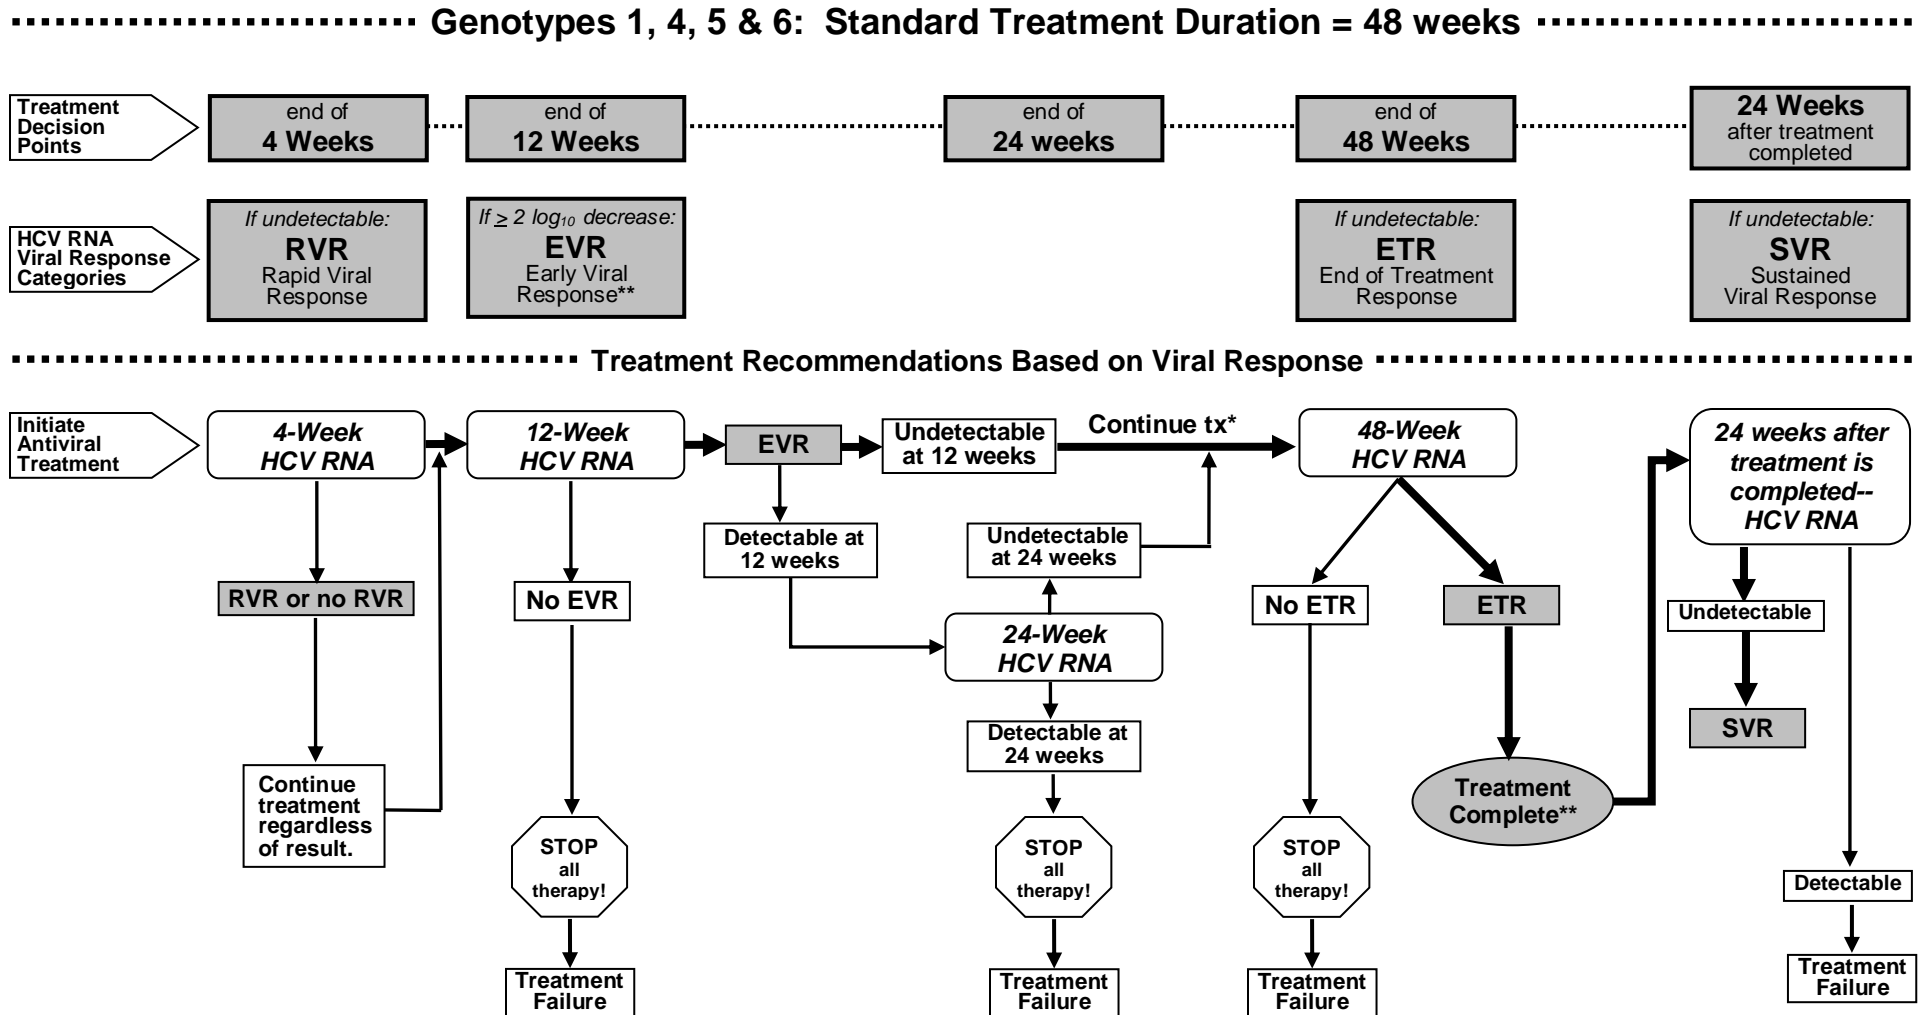 Genotypes 1, 4, 5 & 6: Standard Treatment Duration = 48 weeks
Treatment
Decision
Points
end of
4 Weeks
end of
12 Weeks
end of
24 weeks
end of
48 Weeks
24 Weeks
after treatment
completed
HCV RNA
Viral Response
Categories
If undetectable:
RVR
Rapid Viral
Response
If ≥ 2 log₁₀ decrease:
EVR
Early Viral
Response**
If undetectable:
ETR
End of Treatment
Response
If undetectable:
SVR
Sustained
Viral Response
Treatment Recommendations Based on Viral Response
Initiate
Antiviral
Treatment
4-Week
HCV RNA
12-Week
HCV RNA
EVR
Undetectable
at 12 weeks
Continue tx*
48-Week
HCV RNA
24 weeks after
treatment is
completed--
HCV RNA
Detectable at
12 weeks
Undetectable
at 24 weeks
RVR or no RVR
No EVR
24-Week
HCV RNA
No ETR
ETR
Undetectable
SVR
Detectable at
24 weeks
Continue
treatment
regardless
of result.
Treatment
Complete**
STOP
all
therapy!
STOP
all
therapy!
STOP
all
therapy!
Detectable
Treatment
Failure
Treatment
Failure
Treatment
Failure
Treatment
Failure